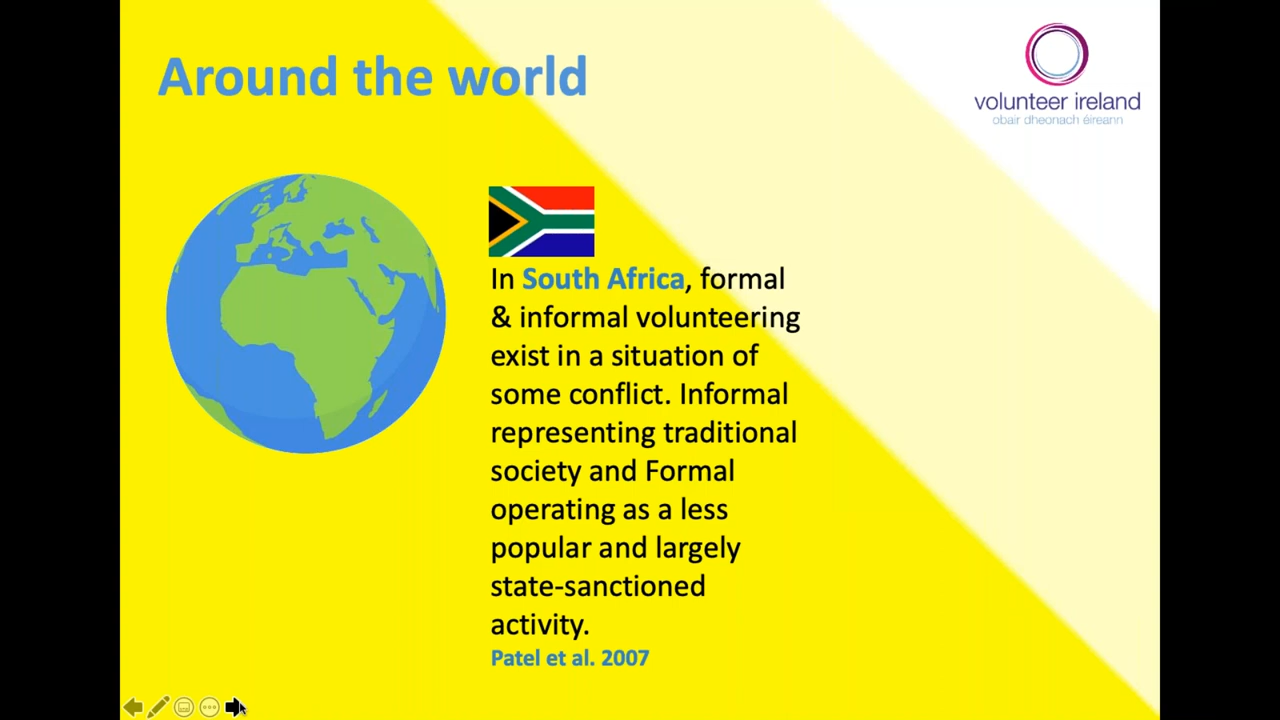 Around the world
volunteer ireland
obair dheonach éireann
In South Africa, formal
& informal volunteering
exist in a situation of
some conflict. Informal
representing traditional
society and Formal
operating as a less
popular and largely
state-sanctioned
activity.
Patel et al. 2007